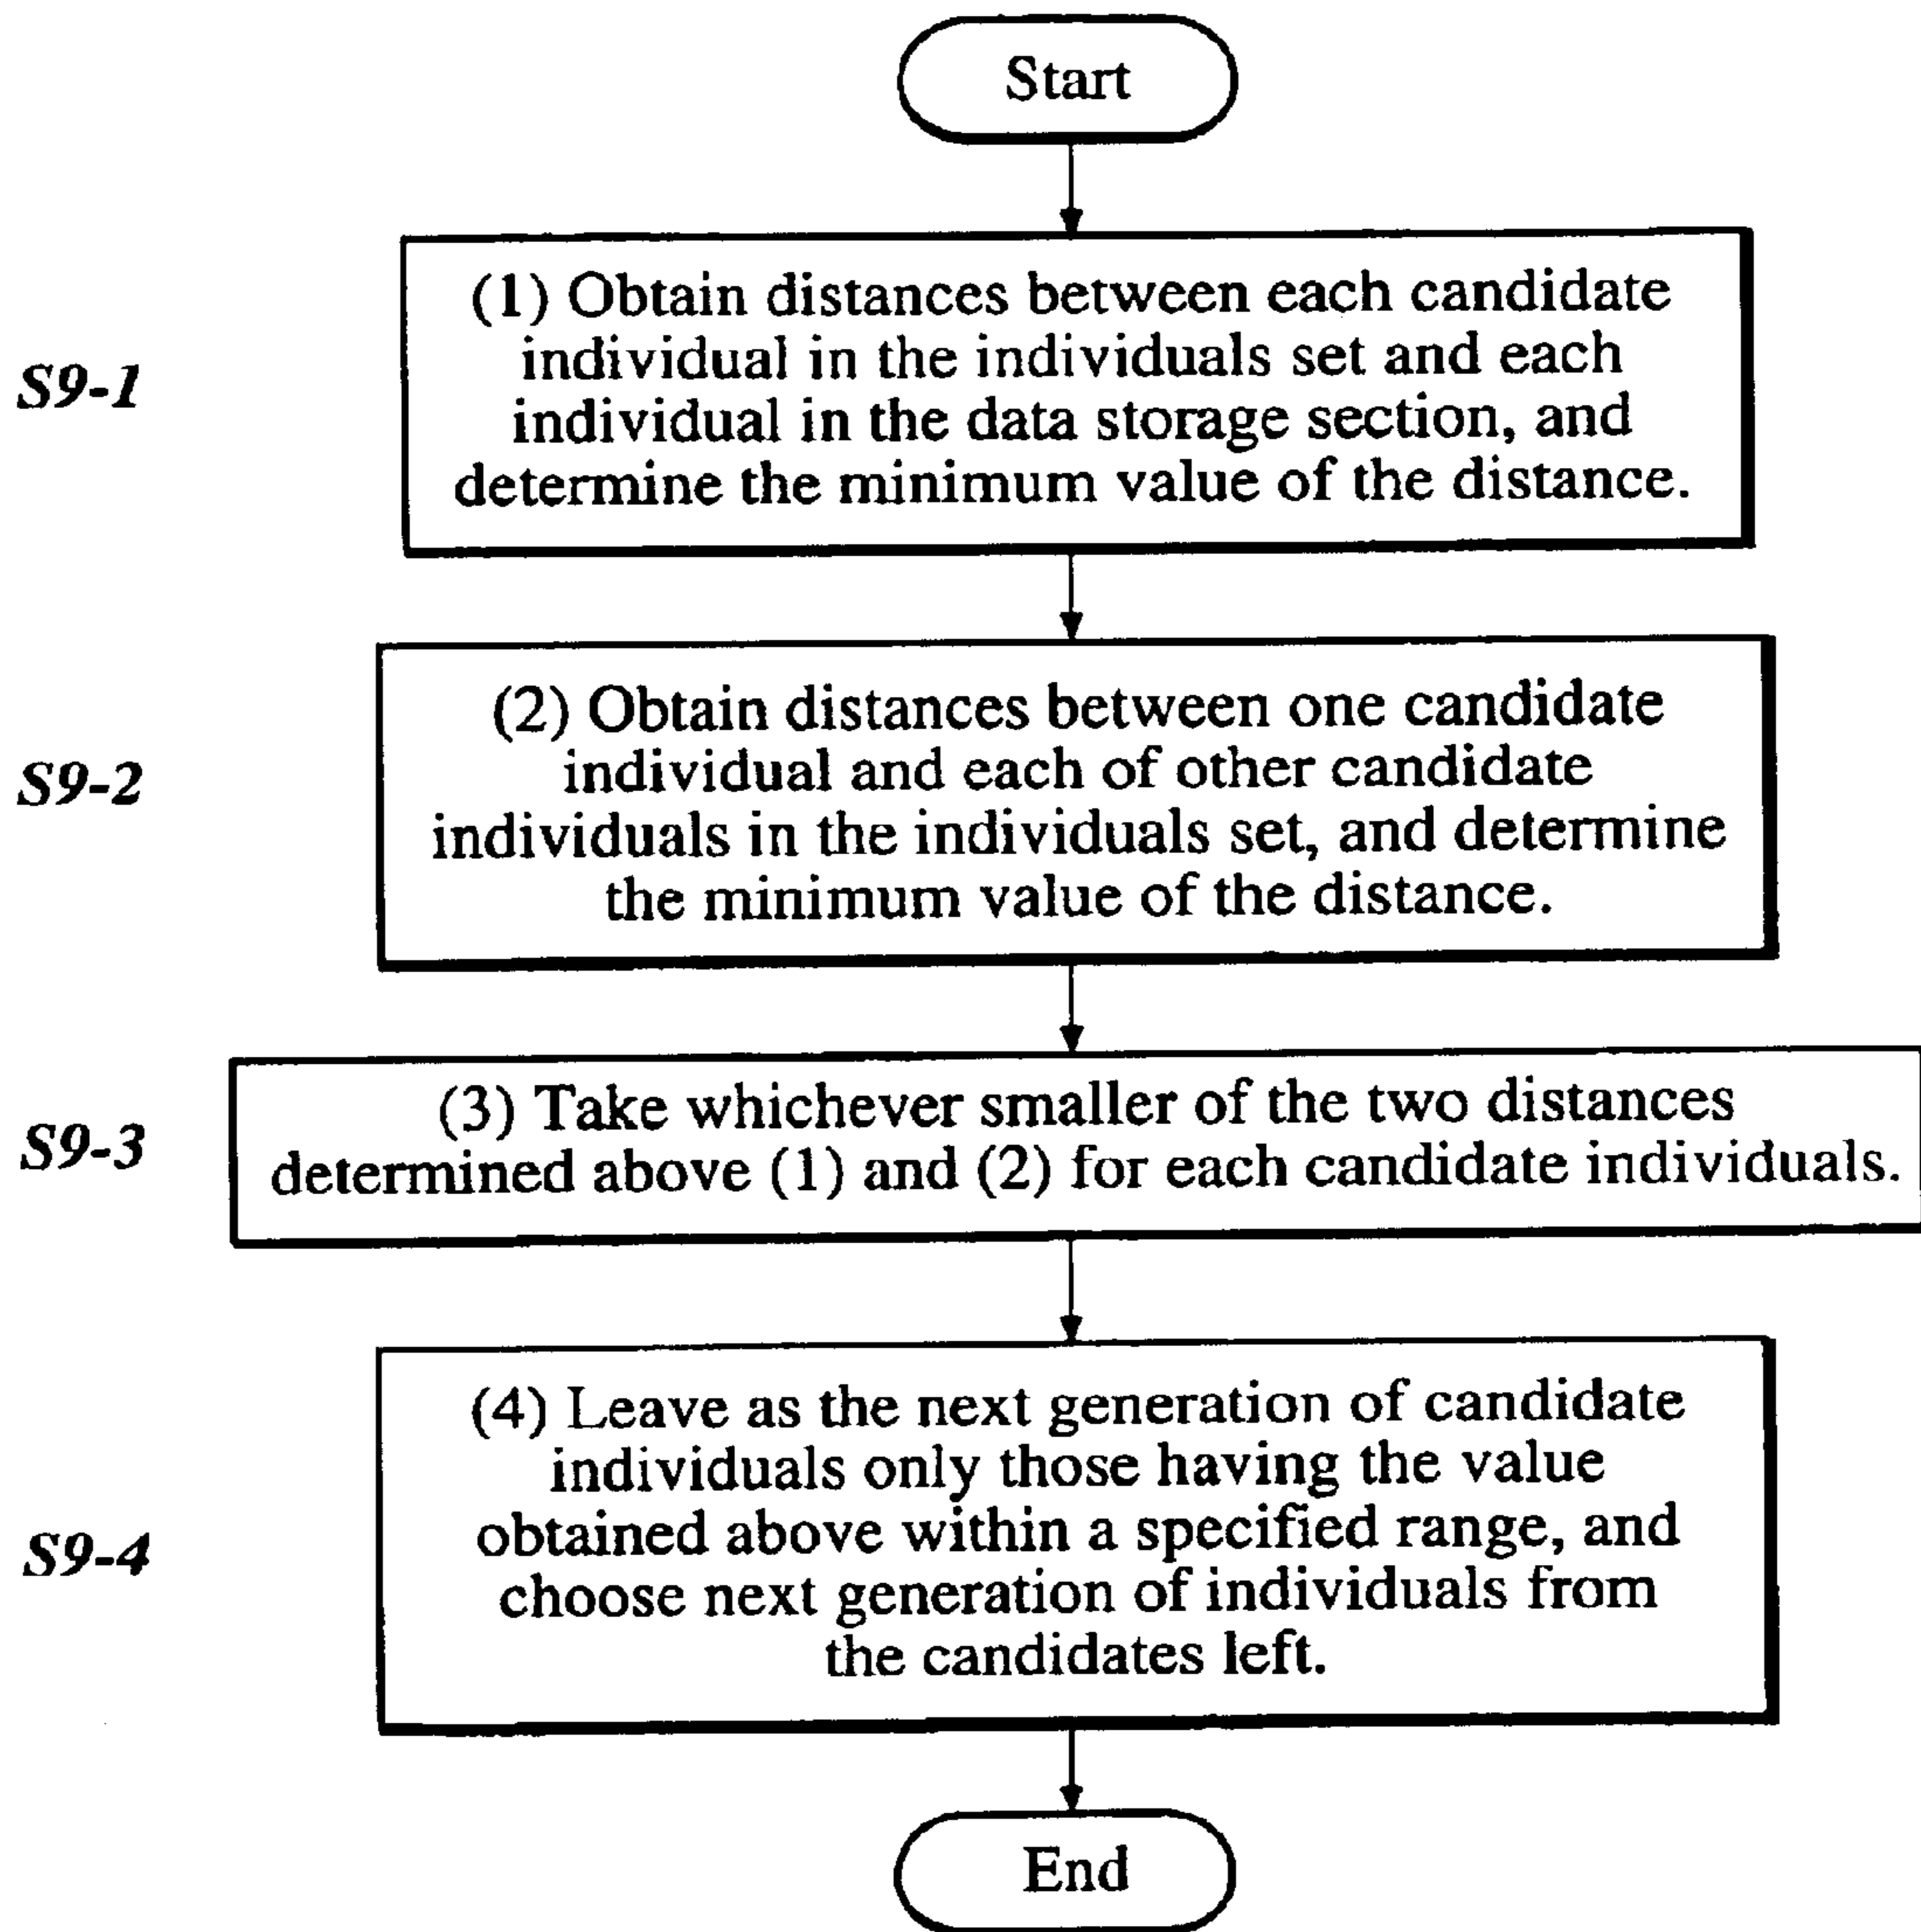 Start
S9-1
(1) Obtain distances between each candidate
individual in the individuals set and each
individual in the data storage section, and
determine the minimum value of the distance.
S9-2
(2) Obtain distances between one candidate
individual and each of other candidate
individuals in the individuals set, and determine
the minimum value of the distance.
S9-3
(3) Take whichever smaller of the two distances
determined above (1) and (2) for each candidate individuals.
S9-4
(4) Leave as the next generation of candidate
individuals only those having the value
obtained above within a specified range, and
choose next generation of individuals from
the candidates left.
End